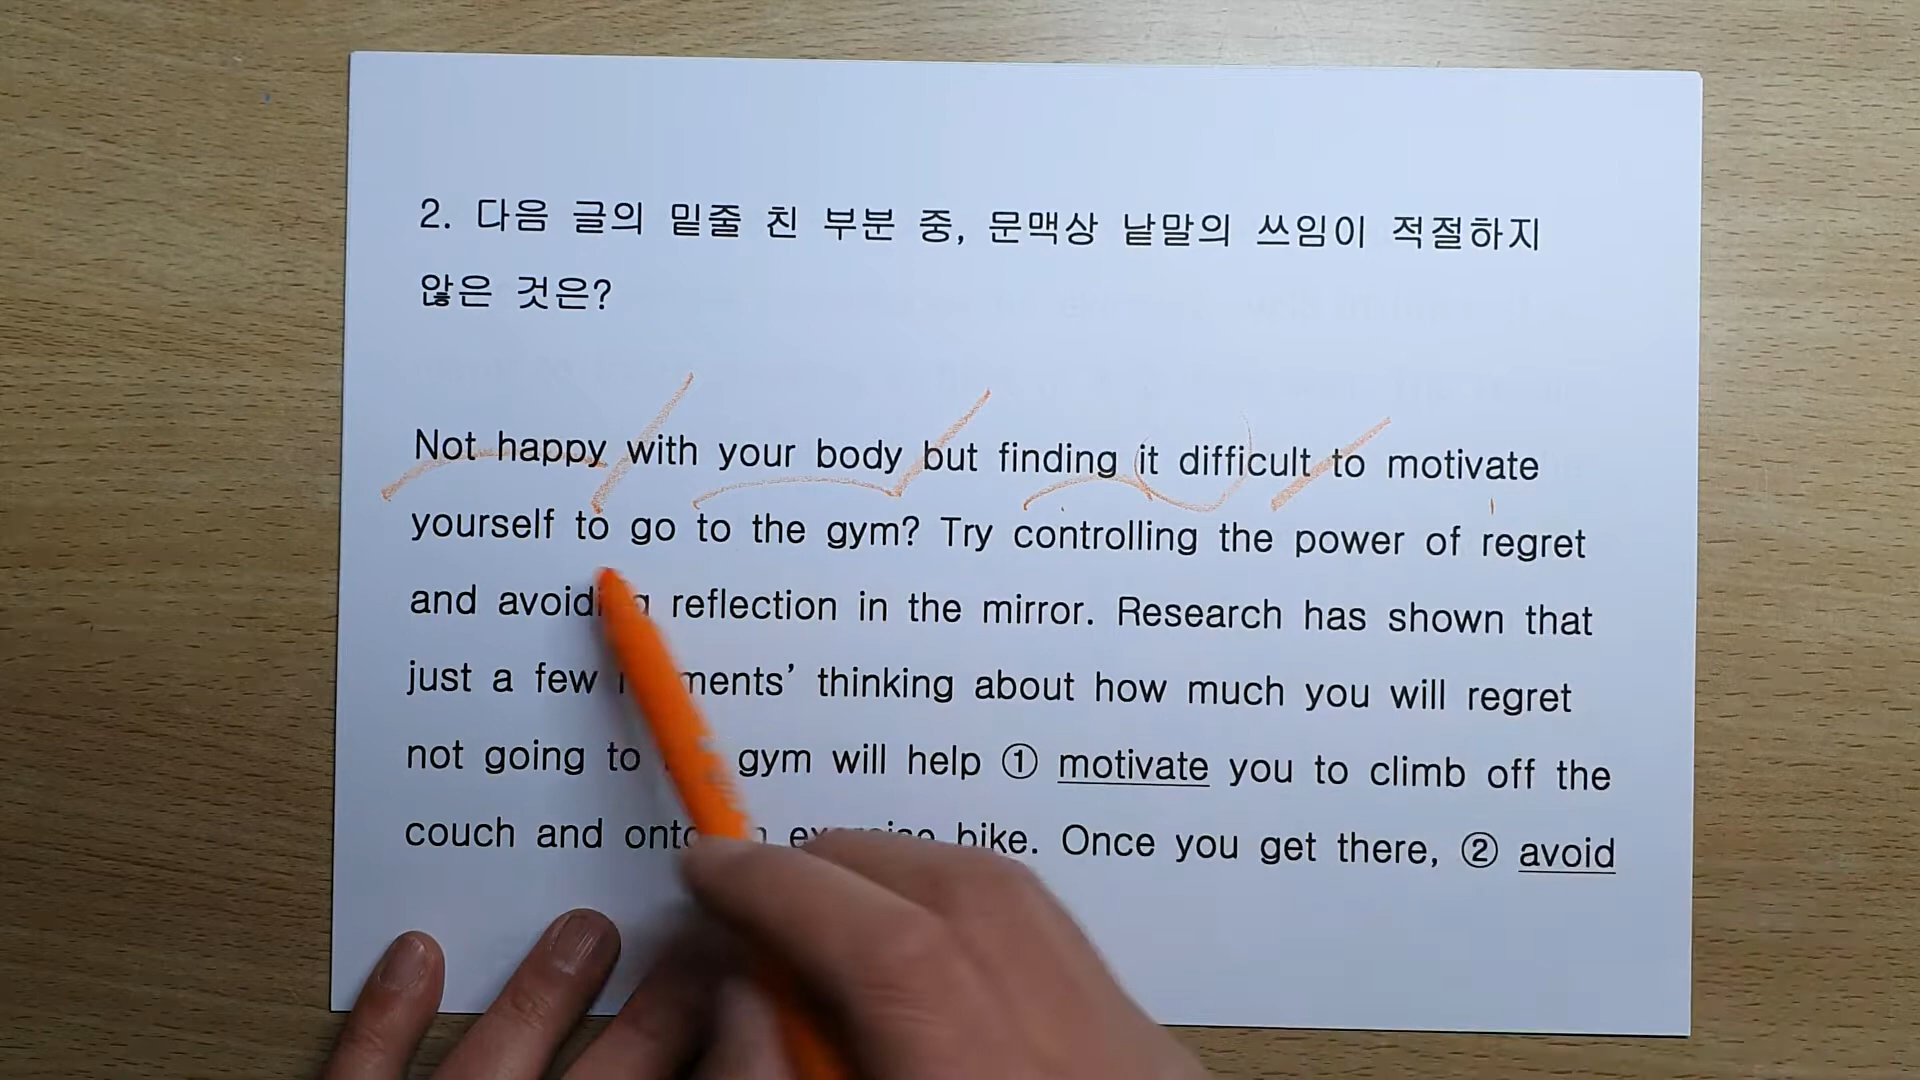 2. 다음 글의 밑줄 친 부분 중, 문맥상 낱말의 쓰임이 적절하지
않은 것은?
Not happy with your body but finding it difficult to motivate
yourself to go to the gym? Try controlling the power of regret
and avoiding reflection in the mirror. Research has shown that
just a few moments’ thinking about how much you will regret
not going to gym will help ① motivate you to climb off the
couch and onto exercise bike. Once you get there, ② avoid